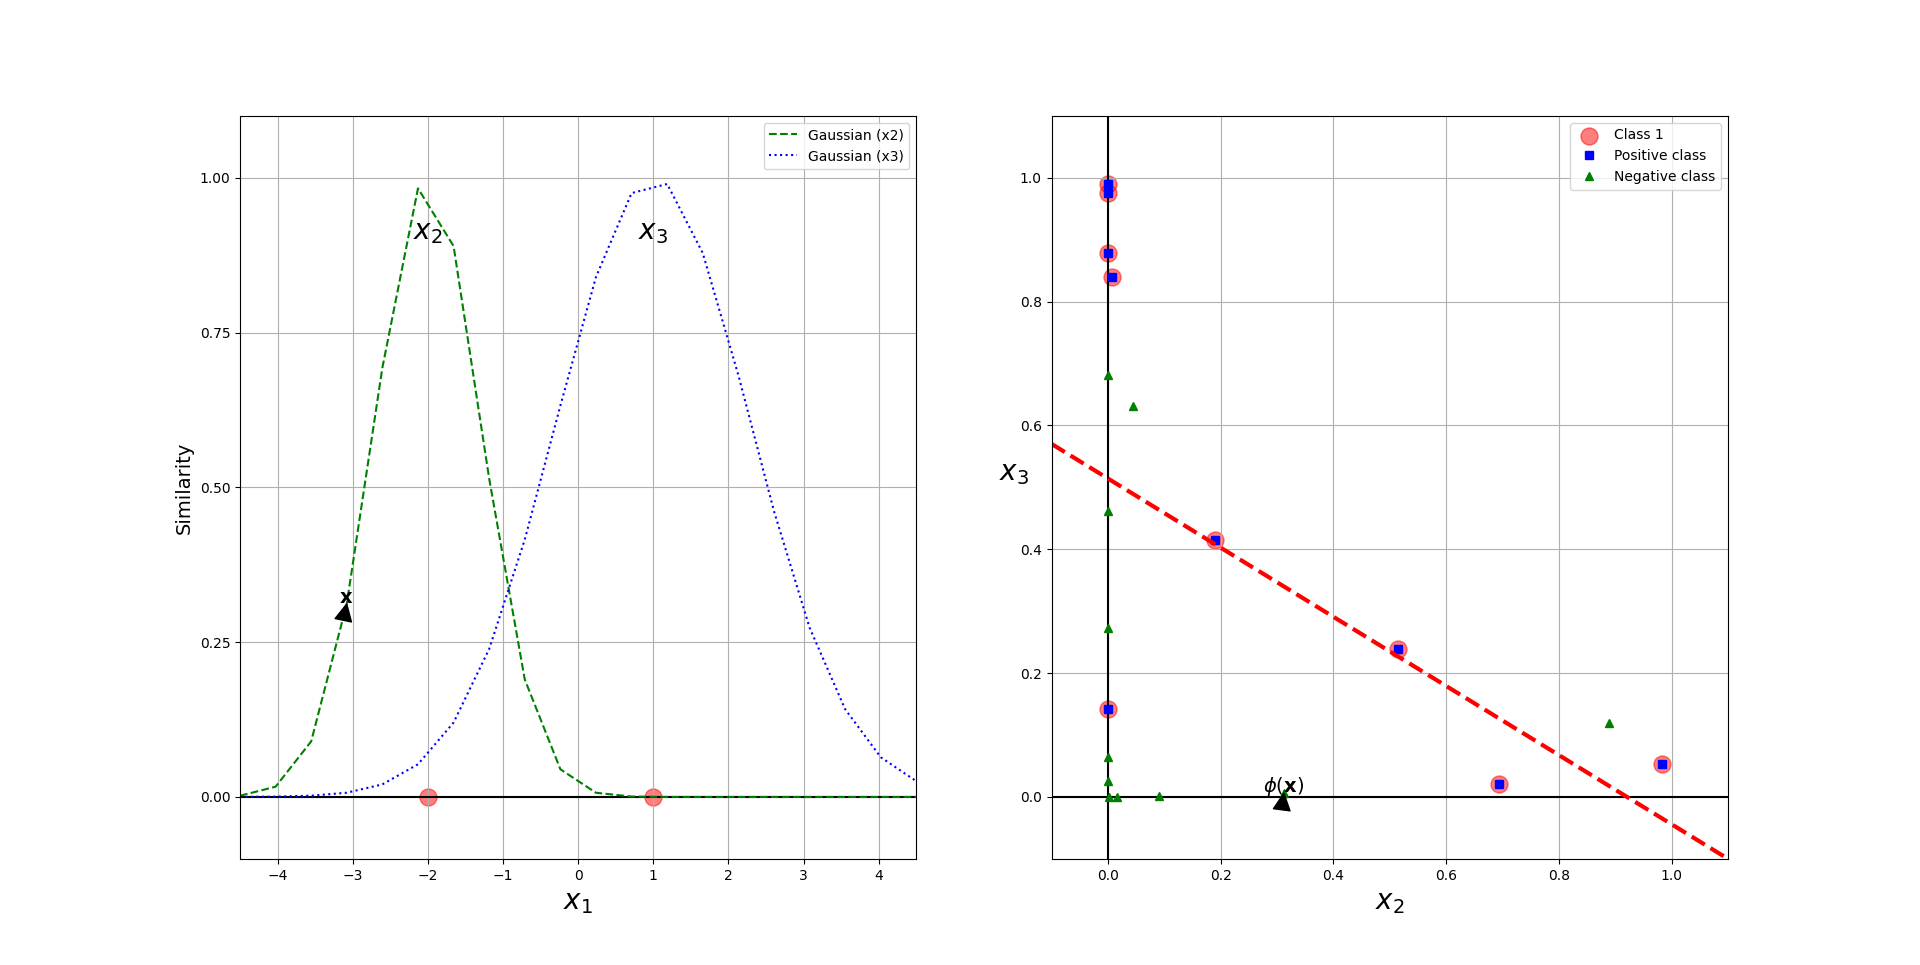 Gaussian (x2)
Gaussian (x3)
1.00
0.75
0.50
0.25
0.00
Similarity
x₂
x₃
x
−4 −3 −2 −1 0 1 2 3 4
x₁
Class 1
Positive class
Negative class
1.0
0.8
0.6
0.4
0.2
0.0
x₃
ϕ(x)
0.0 0.2 0.4 0.6 0.8 1.0
x₂